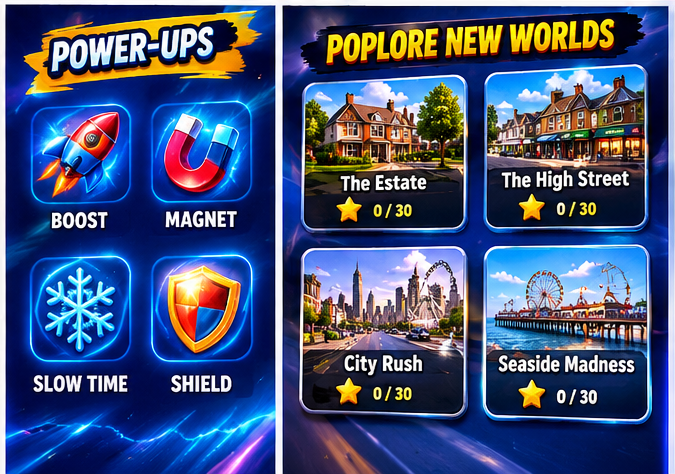 POWER-UPS
BOOST
MAGNET
SLOW TIME
SHIELD
POPLORE NEW WORLDS
The Estate
0 / 30
The High Street
0 / 30
City Rush
0 / 30
Seaside Madness
0 / 30